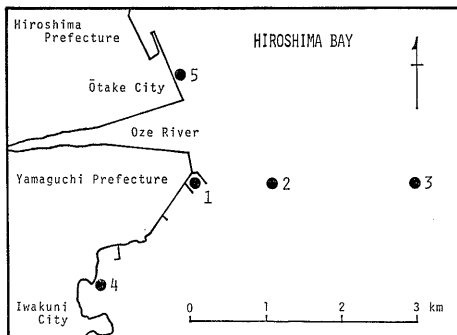 Hiroshima
Prefecture
HIROSHIMA BAY
5
Ōtake City
Oze River
Yamaguchi Prefecture
1
2
3
4
Iwakuni
City
0 1 2 3 km